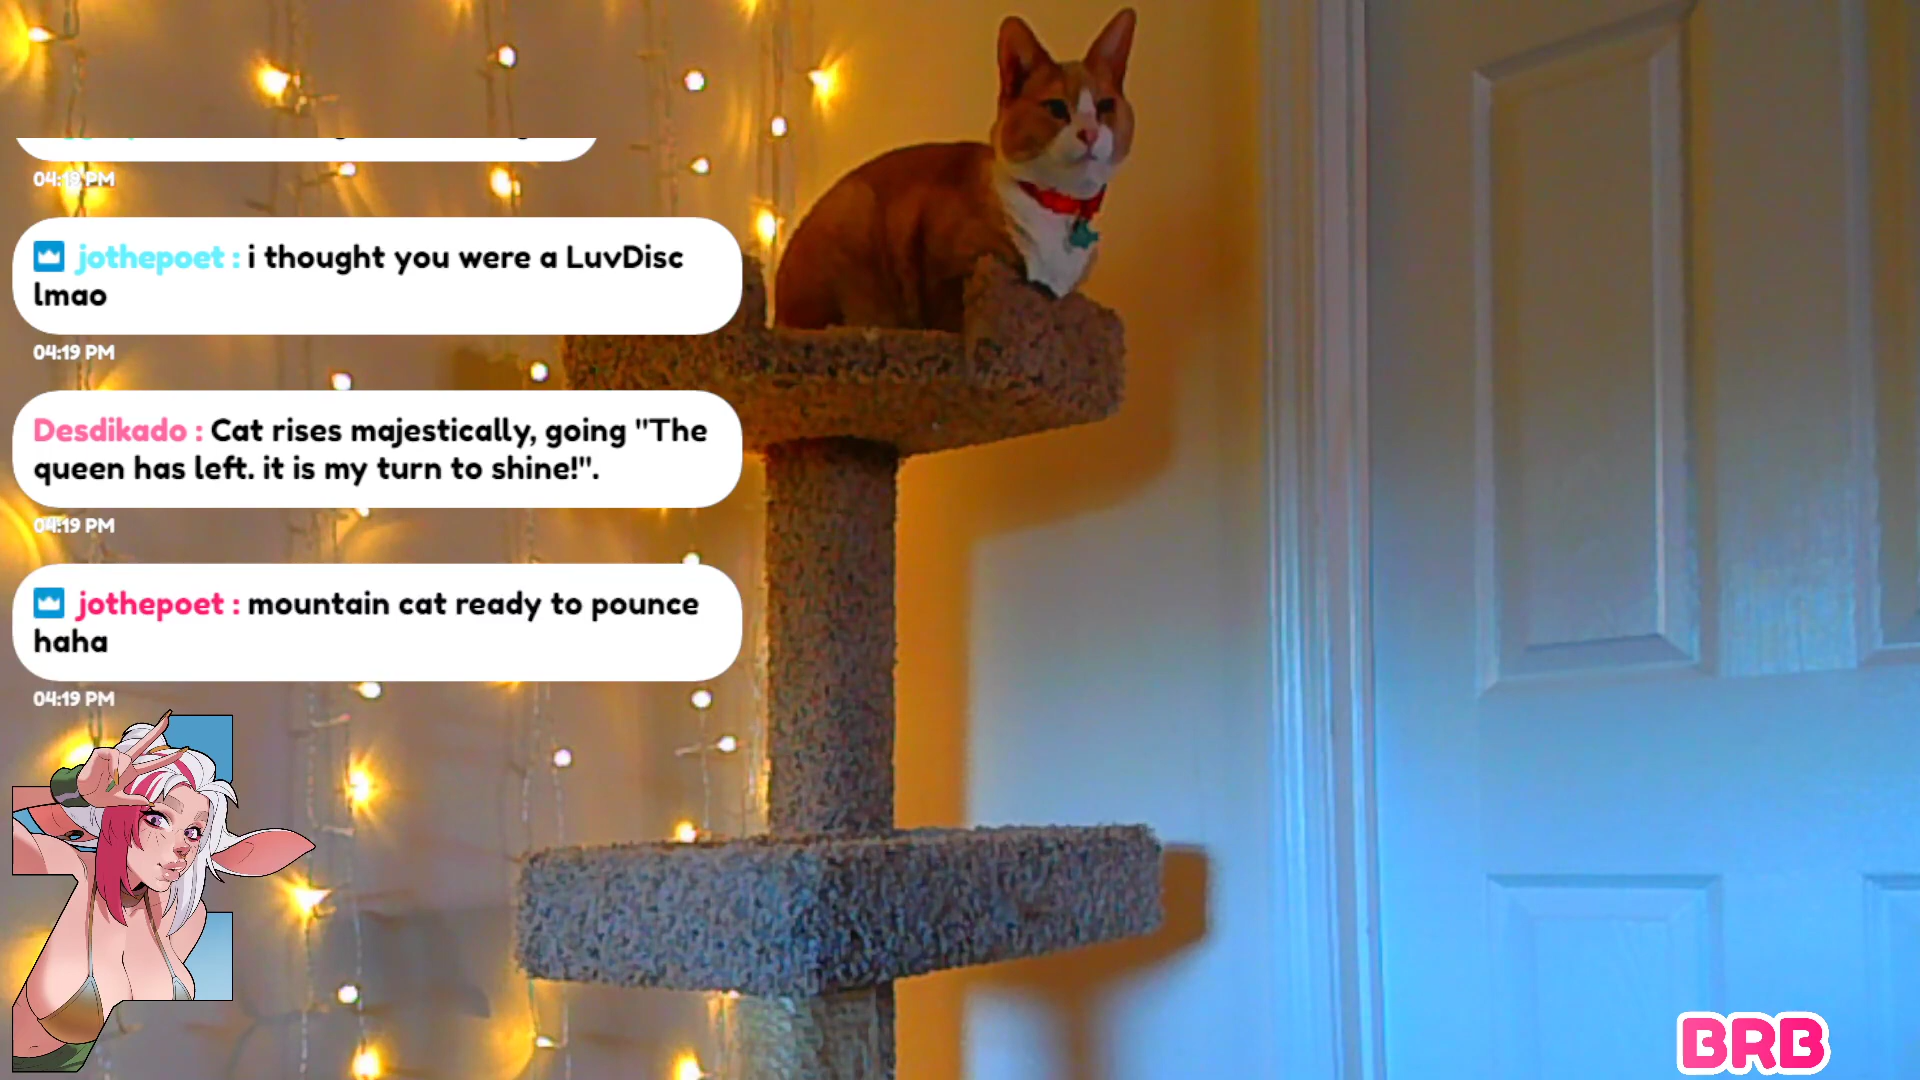 04:19 PM
jothepoet : i thought you were a LuvDisc
lmao
04:19 PM
Desdikado : Cat rises majestically, going "The
queen has left. it is my turn to shine!".
04:19 PM
jothepoet : mountain cat ready to pounce
haha
04:19 PM
BRB